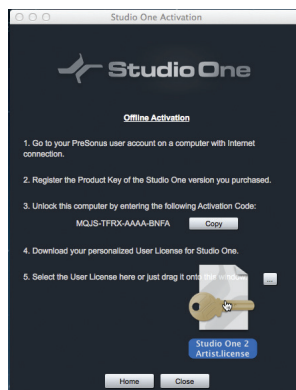 Studio One Activation
Studio One
Offline Activation
1. Go to your PreSonus user account on a computer with Internet
connection.
2. Register the Product Key of the Studio One version you purchased.
3. Unlock this computer by entering the following Activation Code:
MQJS-TFRX-AAAA-BNFA
Copy
4. Download your personalized User License for Studio One.
5. Select the User License here or just drag it onto this window.
...
Studio One 2
Artist.license
Home
Close